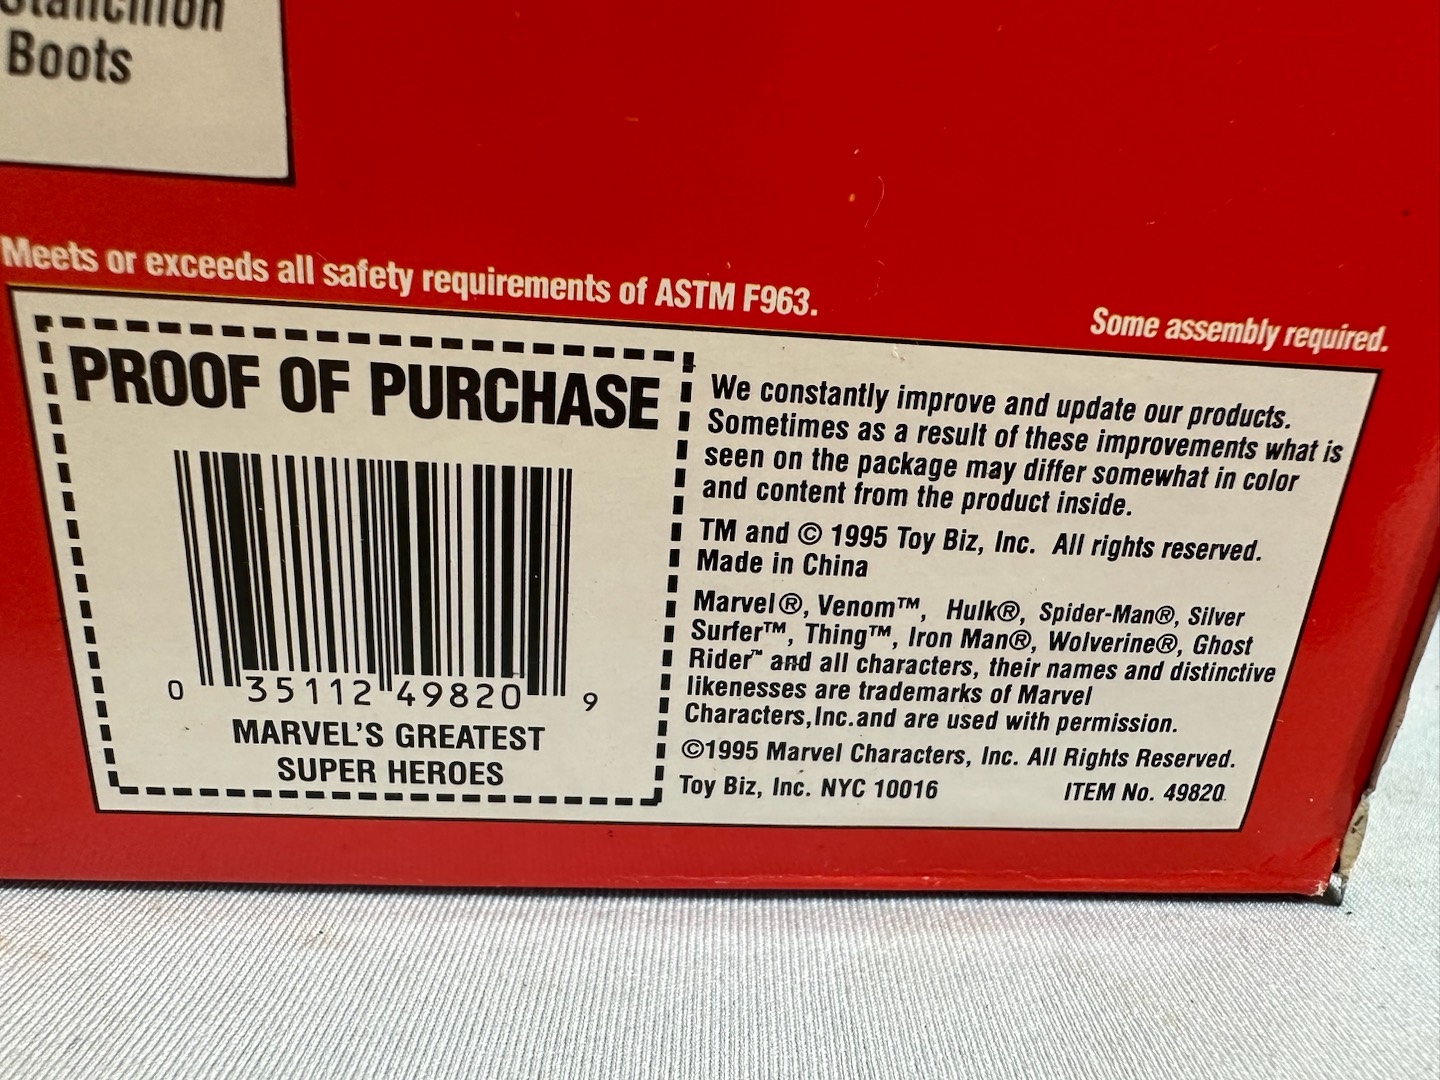 Boots
Meets or exceeds all safety requirements of ASTM F963.
Some assembly required.
PROOF OF PURCHASE
0 35112 49820 9
MARVEL'S GREATEST
SUPER HEROES
We constantly improve and update our products.
Sometimes as a result of these improvements what is
seen on the package may differ somewhat in color
and content from the product inside.
TM and © 1995 Toy Biz, Inc. All rights reserved.
Made in China
Marvel®, Venom™, Hulk®, Spider-Man®, Silver
Surfer™, Thing™, Iron Man®, Wolverine®, Ghost
Rider™ and all characters, their names and distinctive
likenesses are trademarks of Marvel
Characters,Inc.and are used with permission.
©1995 Marvel Characters, Inc. All Rights Reserved.
Toy Biz, Inc. NYC 10016 ITEM No. 49820